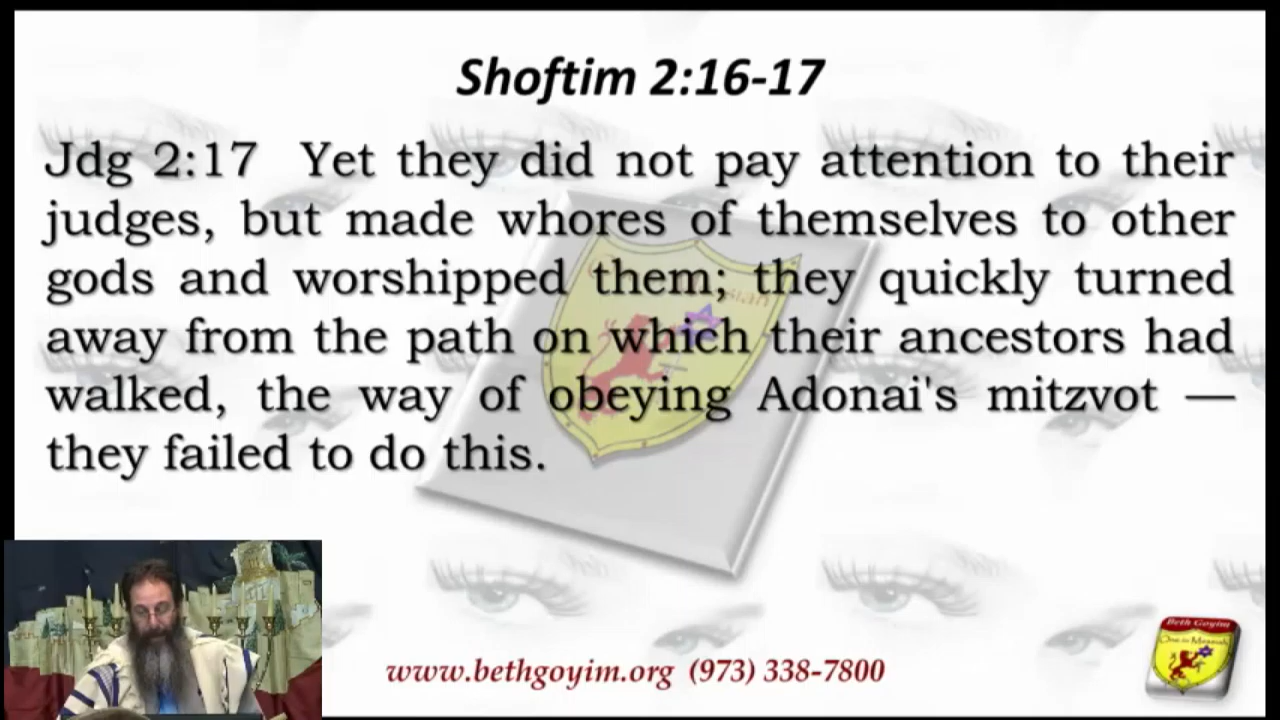 Shoftim 2:16-17
Jdg 2:17 Yet they did not pay attention to their
judges, but made whores of themselves to other
gods and worshipped them; they quickly turned
away from the path on which their ancestors had
walked, the way of obeying Adonai's mitzvot —
they failed to do this.
www.bethgoyim.org (973) 338-7800
Beth Goyim
One in Messiah